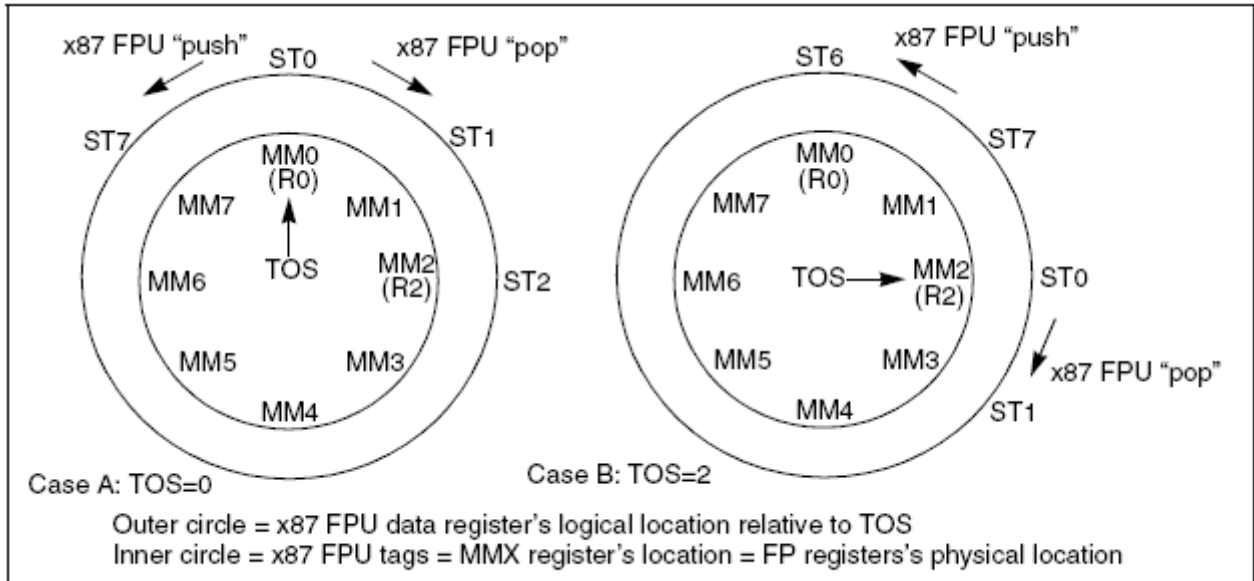 x87 FPU “push”
x87 FPU “pop”
ST0
ST7
ST1
MM0
(R0)
MM7
MM1
TOS
MM6
MM2
(R2)
ST2
MM5
MM3
MM4
Case A: TOS=0
x87 FPU “push”
ST6
ST7
MM0
(R0)
MM7
MM1
TOS
MM6
MM2
(R2)
ST0
MM5
MM3
x87 FPU “pop”
MM4
ST1
Case B: TOS=2
Outer circle = x87 FPU data register’s logical location relative to TOS
Inner circle = x87 FPU tags = MMX register’s location = FP registers’s physical location